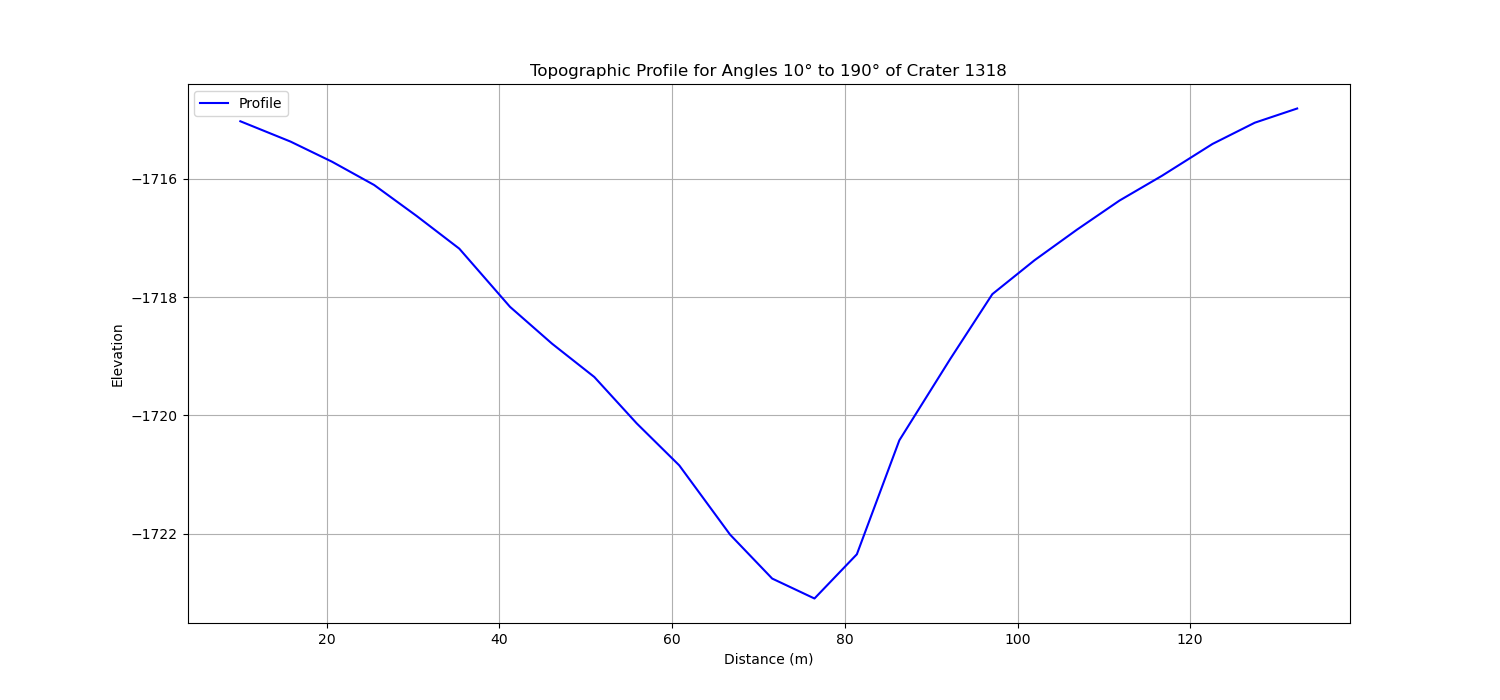 Topographic Profile for Angles 10° to 190° of Crater 1318
Profile
−1716
−1718
−1720
−1722
Elevation
20 40 60 80 100 120
Distance (m)